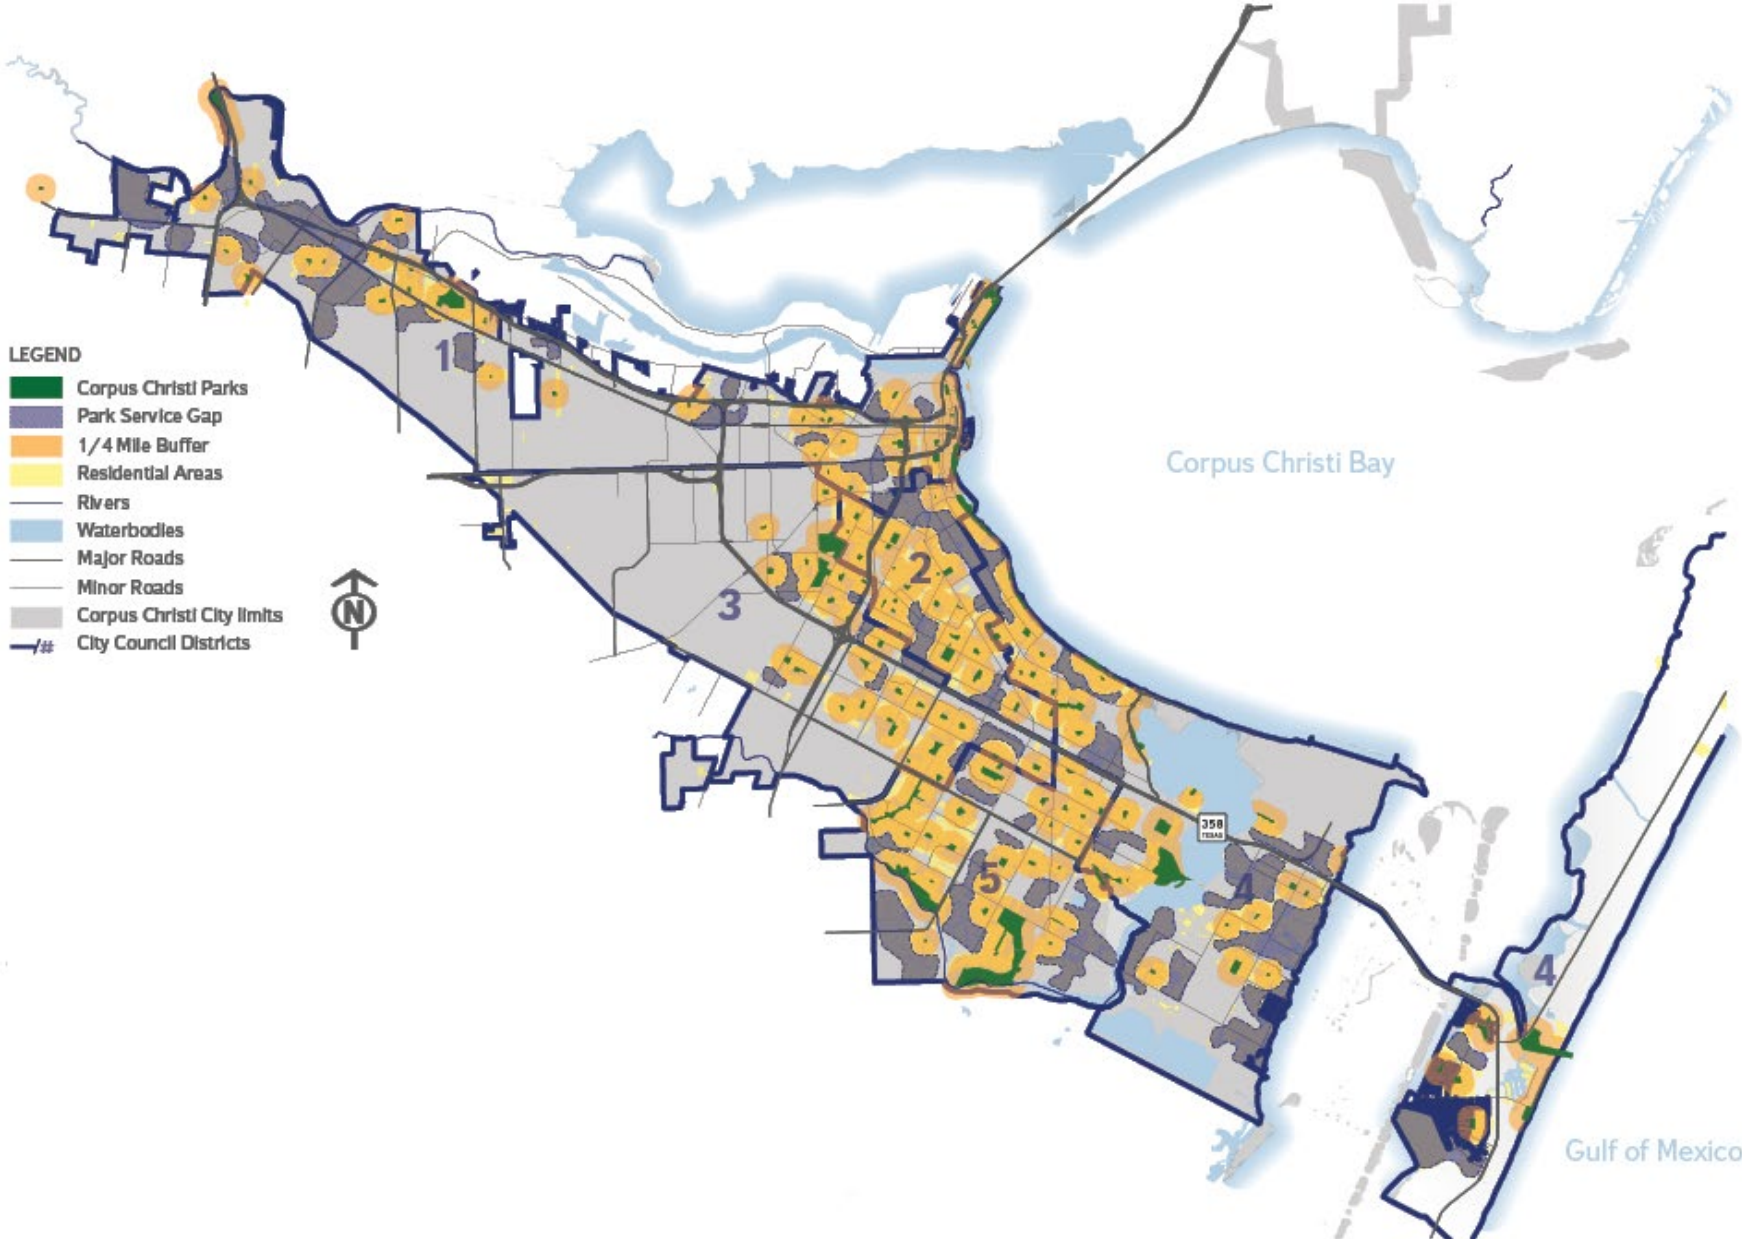 1
Corpus Christi Bay
2
3
358
TEXAS
5
4
4
Gulf of Mexico
LEGEND
Corpus Christi Parks
Park Service Gap
1/4 Mile Buffer
Residential Areas
Rivers
Waterbodies
Major Roads
Minor Roads
Corpus Christi City limits
/# City Council Districts
N